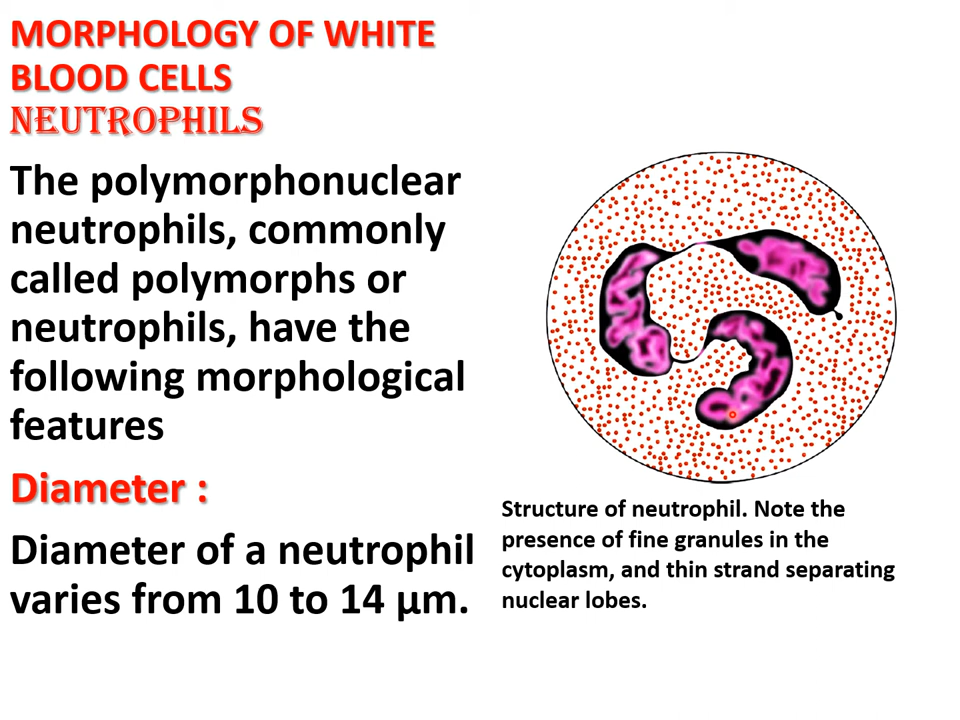 MORPHOLOGY OF WHITE
BLOOD CELLS
NEUTROPHILS
The polymorphonuclear
neutrophils, commonly
called polymorphs or
neutrophils, have the
following morphological
features
Diameter :
Diameter of a neutrophil
varies from 10 to 14 µm.
Structure of neutrophil. Note the
presence of fine granules in the
cytoplasm, and thin strand separating
nuclear lobes.